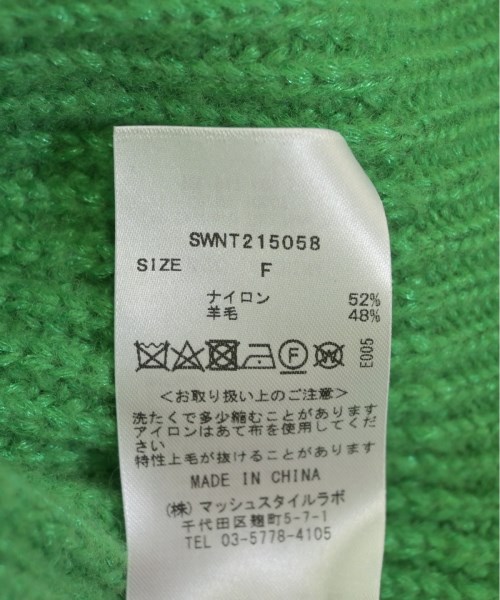 SWNT215058
SIZE F
ナイロン 52%
羊毛 48%
F W E005
<お取り扱い上のご注意>
洗たくで多少縮むことがあります
アイロンはあて布を使用してくだ
さい
特性上毛が抜けることがあります
MADE IN CHINA
(株) マッシュスタイルラボ
千代田区麹町5-7-1
TEL 03-5778-4105